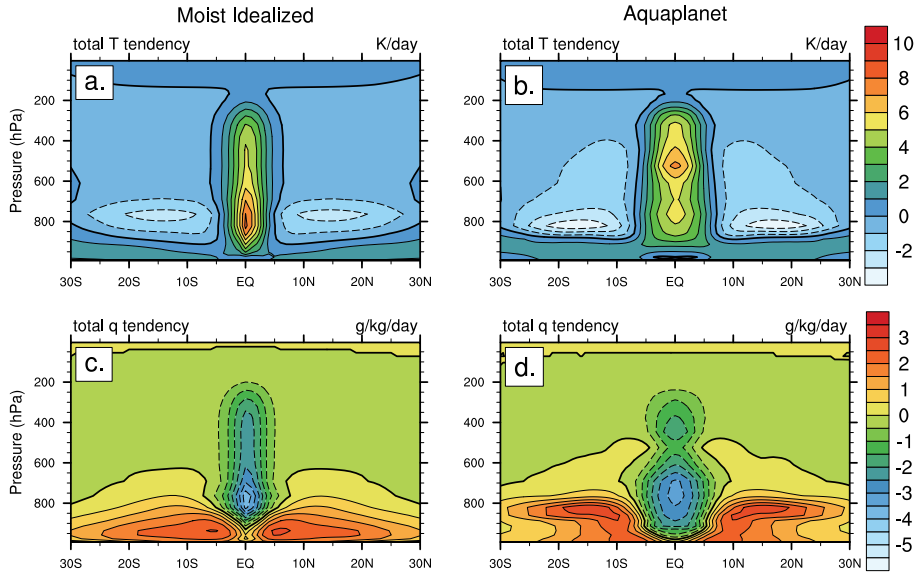 Moist Idealized
Aquaplanet
total T tendency K/day
total T tendency K/day
a.
b.
Pressure (hPa)
200
400
600
800
30S 20S 10S EQ 10N 20N 30N
200
400
600
800
30S 20S 10S EQ 10N 20N 30N
10
8
6
4
2
0
-2
total q tendency g/kg/day
total q tendency g/kg/day
c.
d.
Pressure (hPa)
200
400
600
800
30S 20S 10S EQ 10N 20N 30N
200
400
600
800
30S 20S 10S EQ 10N 20N 30N
3
2
1
0
-1
-2
-3
-4
-5